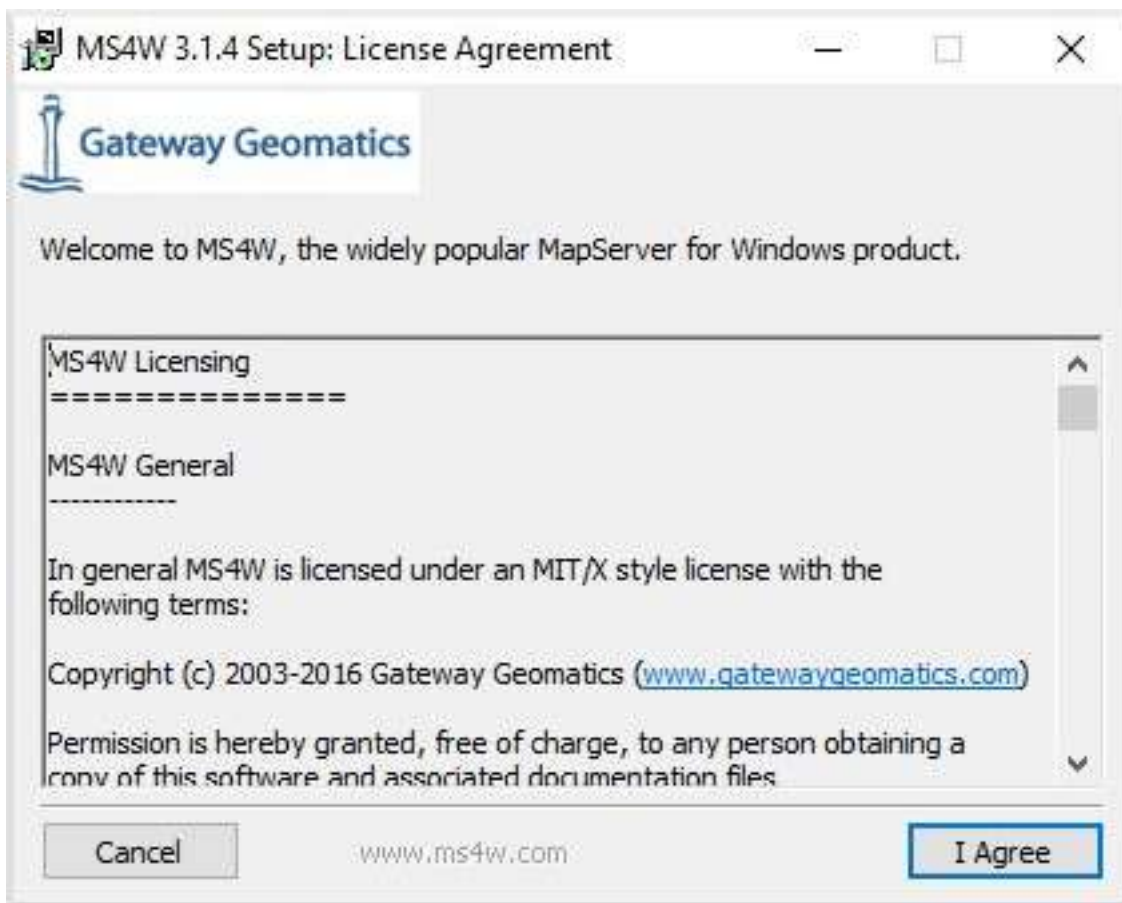 MS4W 3.1.4 Setup: License Agreement
Gateway Geomatics
Welcome to MS4W, the widely popular MapServer for Windows product.
MS4W Licensing
===============
MS4W General
------------
In general MS4W is licensed under an MIT/X style license with the
following terms:
Copyright (c) 2003-2016 Gateway Geomatics (www.gatewaygeomatics.com)
Permission is hereby granted, free of charge, to any person obtaining a
copy of this software and associated documentation files
Cancel
www.ms4w.com
I Agree